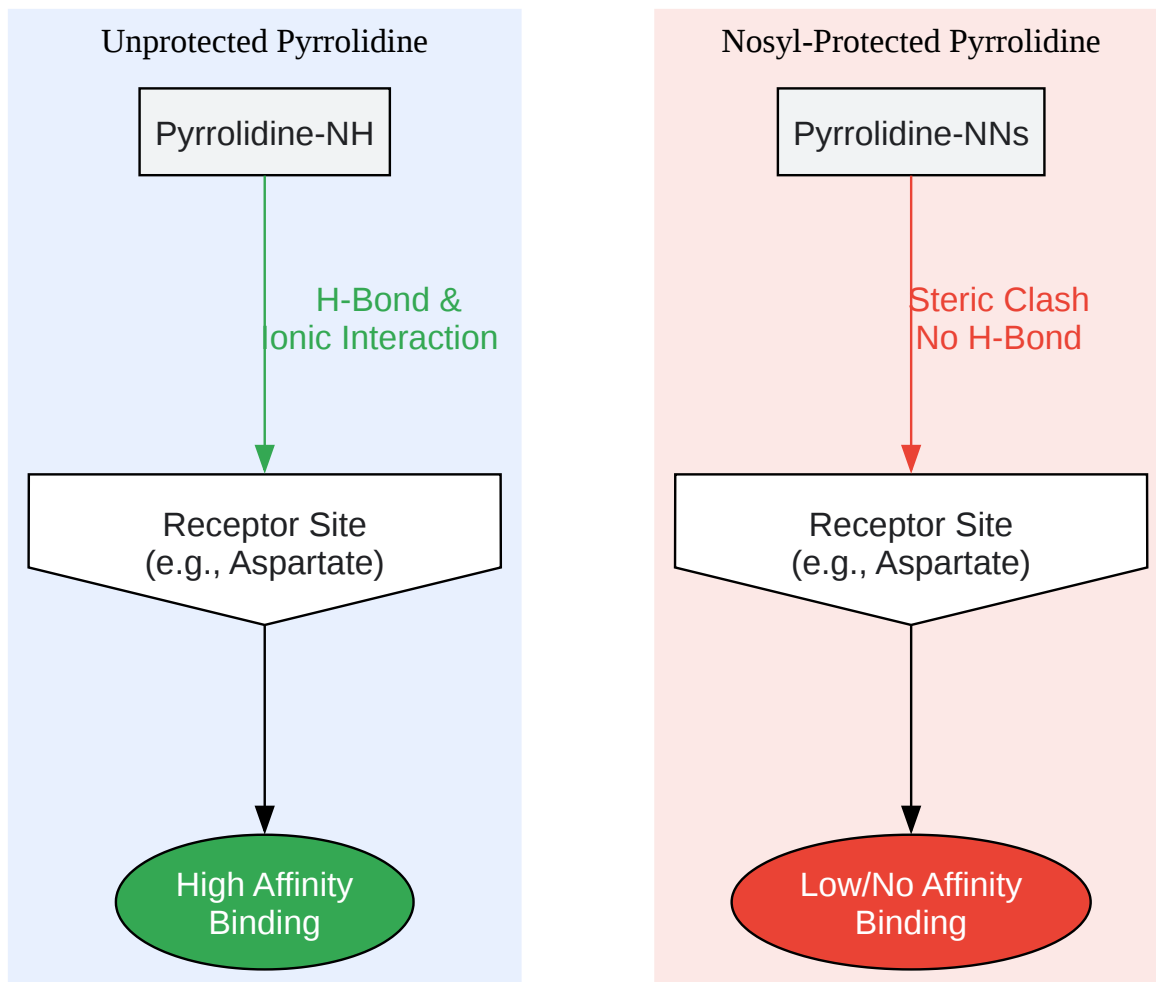 Unprotected Pyrrolidine
Pyrrolidine-NH
H-Bond &
Ionic Interaction
Receptor Site
(e.g., Aspartate)
High Affinity
Binding
Nosyl-Protected Pyrrolidine
Pyrrolidine-NNs
Steric Clash
No H-Bond
Receptor Site
(e.g., Aspartate)
Low/No Affinity
Binding